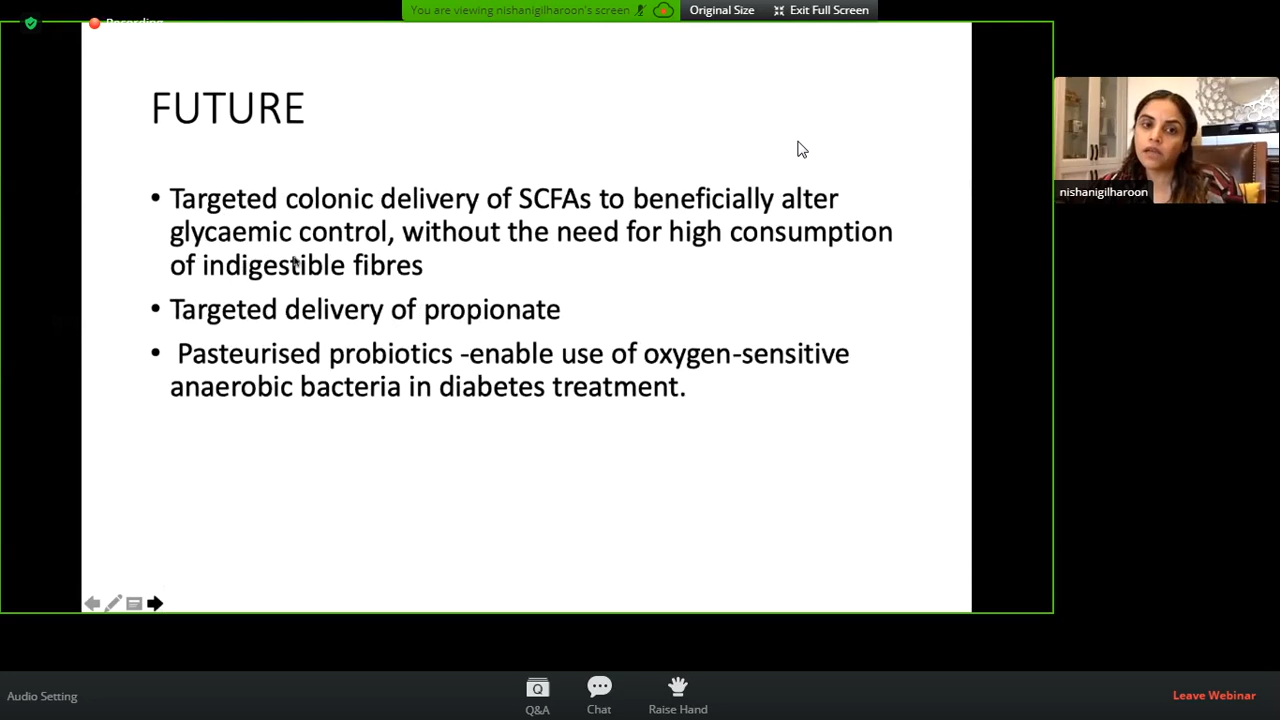 You are viewing nishanigilharoon's screen
Original Size
Exit Full Screen
Recording
FUTURE
• Targeted colonic delivery of SCFAs to beneficially alter
glycaemic control, without the need for high consumption
of indigestible fibres
• Targeted delivery of propionate
• Pasteurised probiotics -enable use of oxygen-sensitive
anaerobic bacteria in diabetes treatment.
nishanigilharoon
Audio Setting
Q&A
Chat
Raise Hand
Leave Webinar